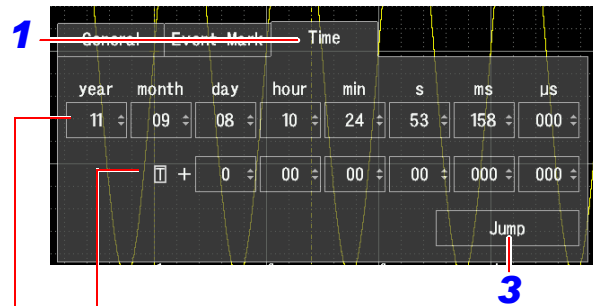 1
General Event Mark Time
year month day hour min s ms µs
11 09 08 10 24 53 158 000
T + 0 00 00 00 000 000
Jump
3